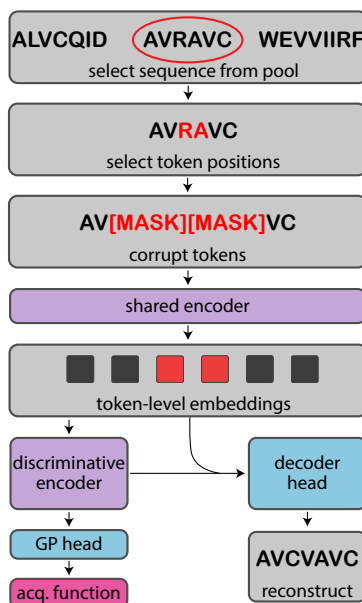 ALVCQID AVRAVC WEVVIIRF
select sequence from pool
AVRAVC
select token positions
AV[MASK][MASK]VC
corrupt tokens
shared encoder
token-level embeddings
discriminative
encoder
decoder
head
GP head
AVCVAVC
reconstruct
acq. function